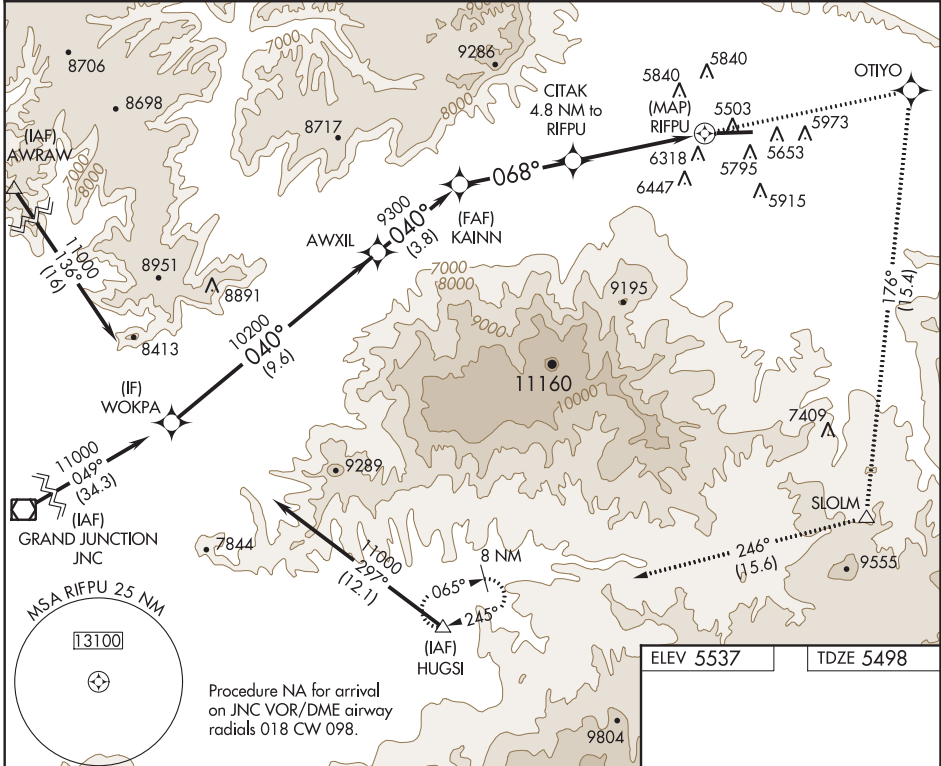 8706
8698
7000
9286
8000
5840
5840
OTIYO
CITAK
4.8 NM to
RIFPU
(MAP)
RIFPU
5503
5973
8717
(IAF)
AWRAW
7000
8000
6318
5795
5653
6447
5915
068°
9300
040°
(3.8)
(FAF)
KAINN
AWXIL
11000
136°
(16)
8951
8891
8413
7000
8000
9195
176°
(15.4)
10200
040°
(9.6)
9000
11160
10000
(IF)
WOKPA
7409
11000
049°
(34.3)
9289
(IAF)
GRAND JUNCTION
JNC
SLOLM
7844
11000
297°
(12.1)
8 NM
065°
245°
246°
(15.6)
9555
(IAF)
HUGSI
MSA RIFPU 25 NM
13100
ELEV 5537
TDZE 5498
Procedure NA for arrival
on JNC VOR/DME airway
radials 018 CW 098.
9804